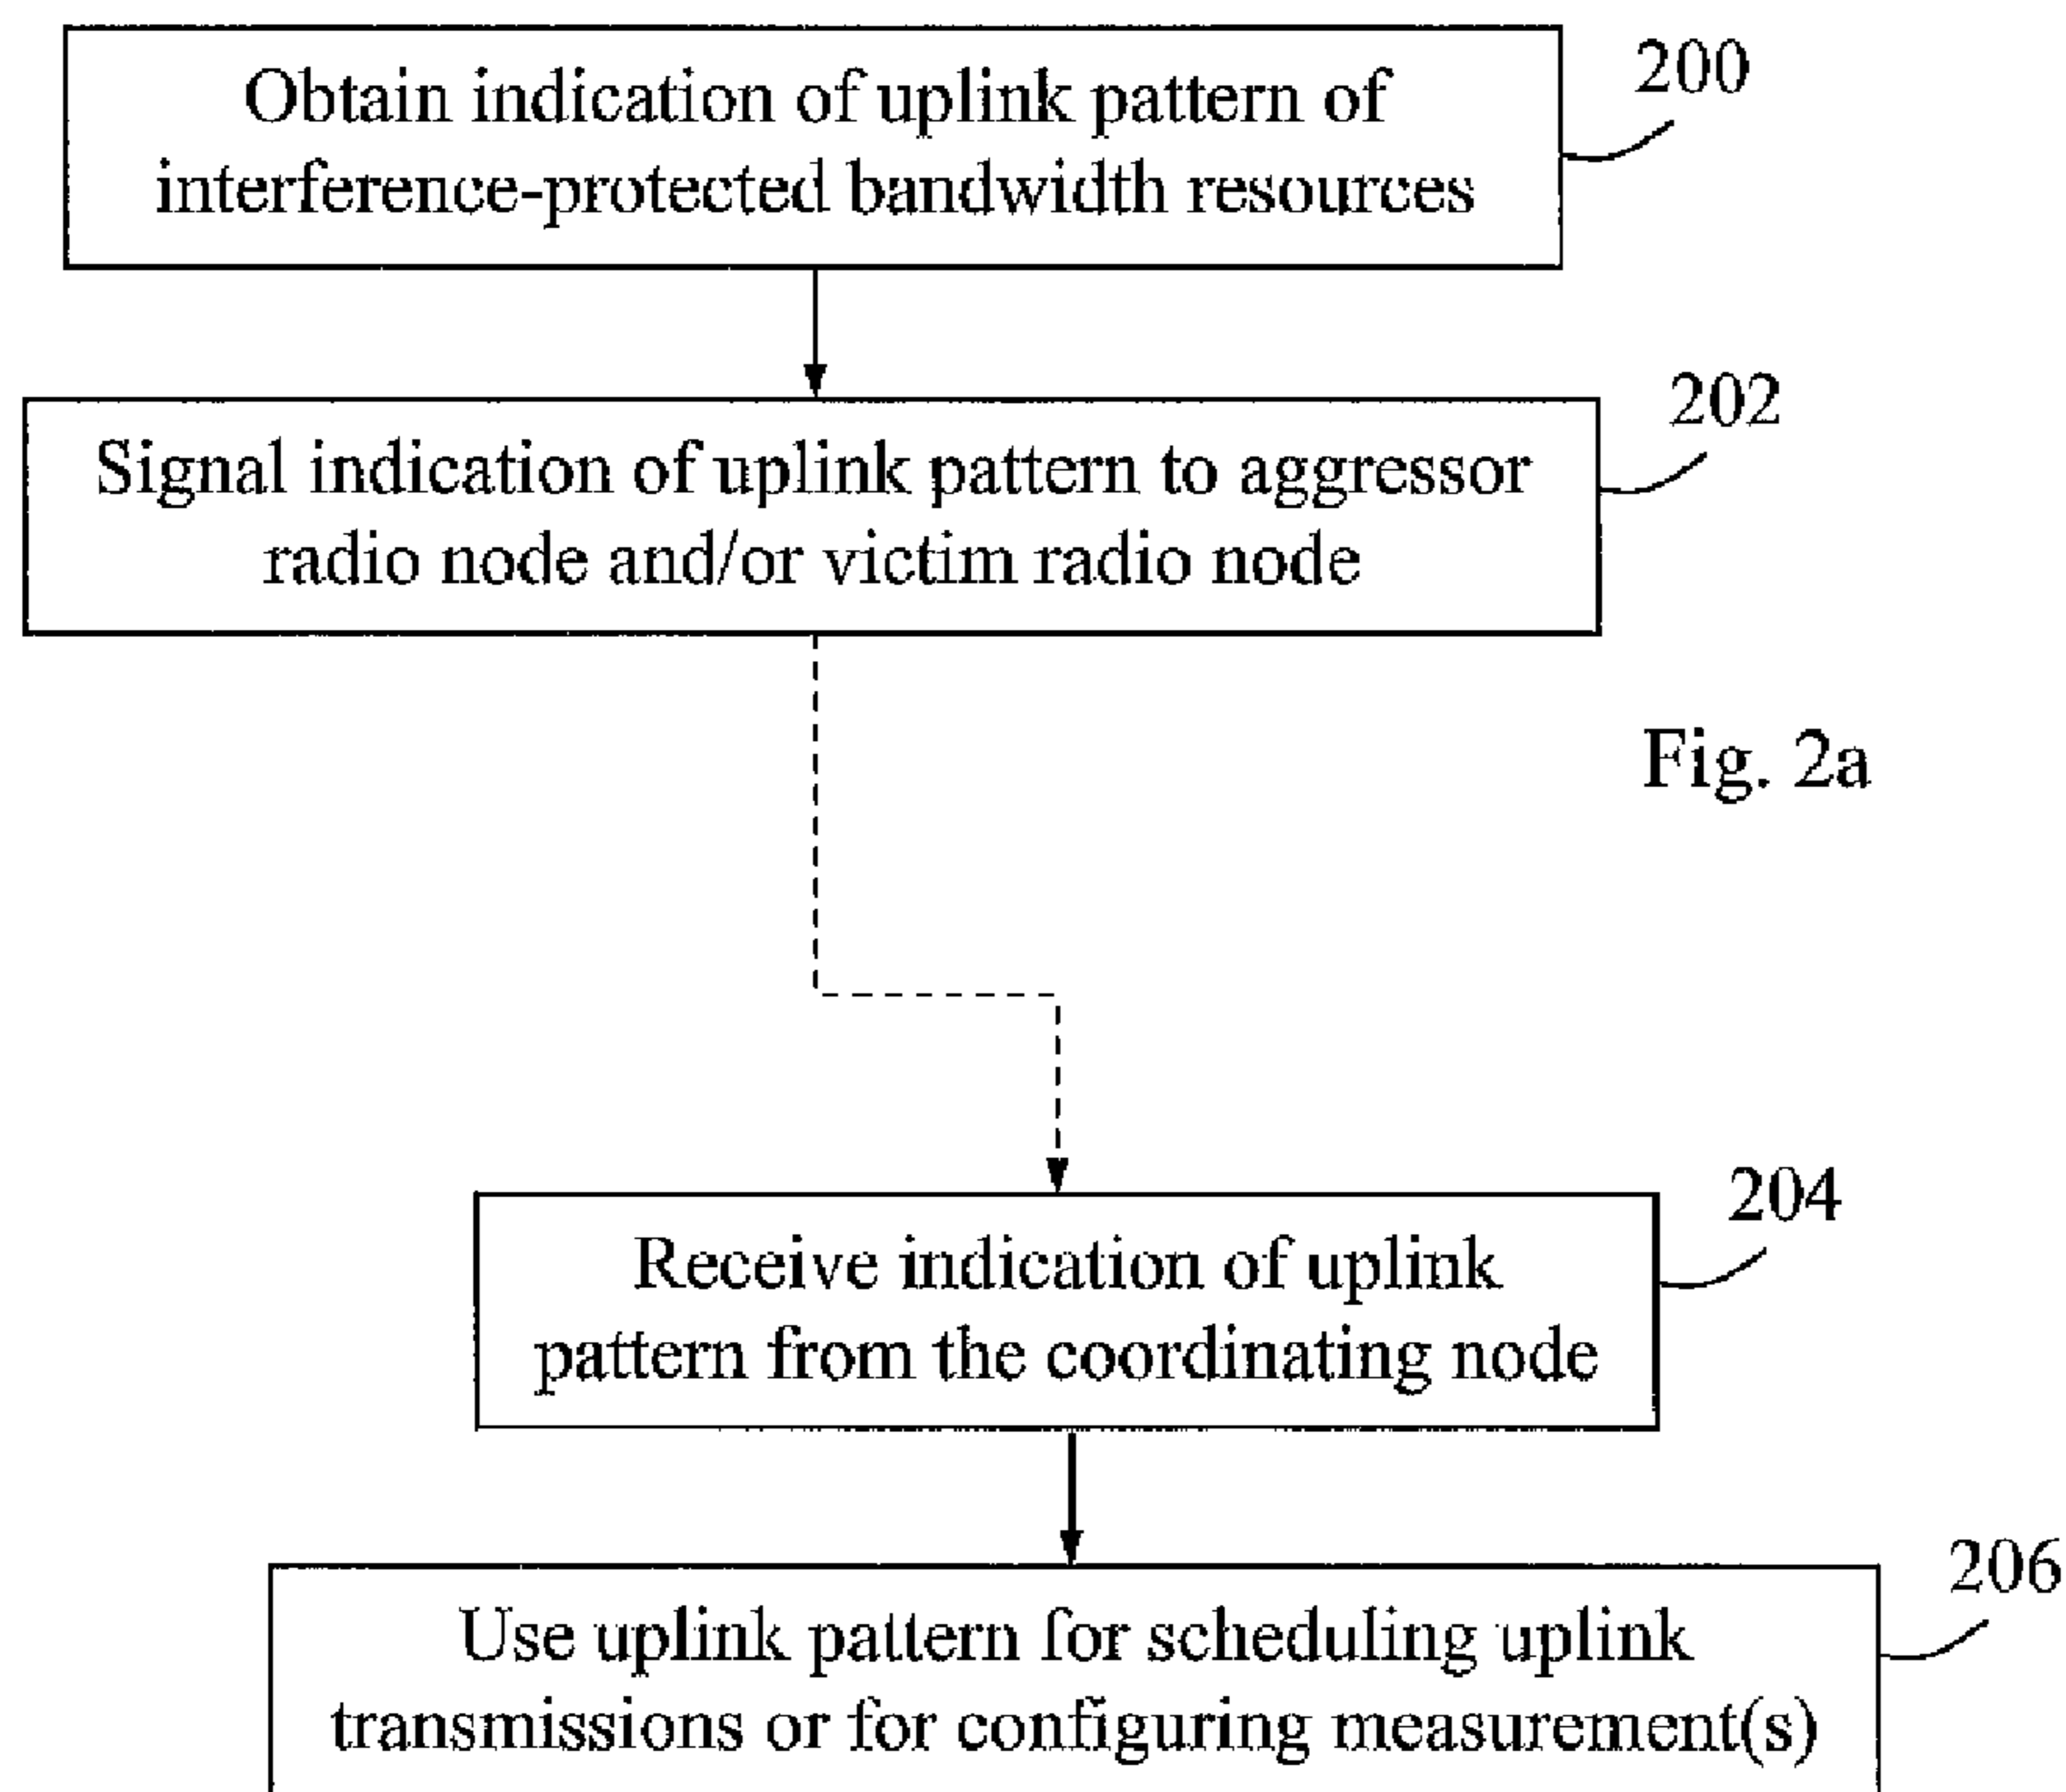 Obtain indication of uplink pattern of
interference-protected bandwidth resources
200
Signal indication of uplink pattern to aggressor
radio node and/or victim radio node
202
Fig. 2a
Receive indication of uplink
pattern from the coordinating node
204
Use uplink pattern for scheduling uplink
transmissions or for configuring measurement(s)
206